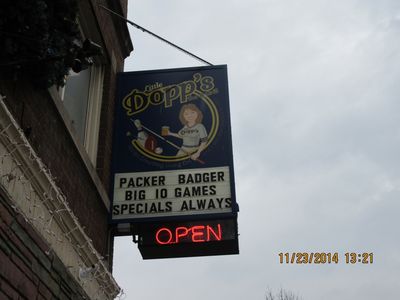 Little
Dopp's
PACKER BADGER
BIG 10 GAMES
SPECIALS ALWAYS
OPEN
11/23/2014 13:21